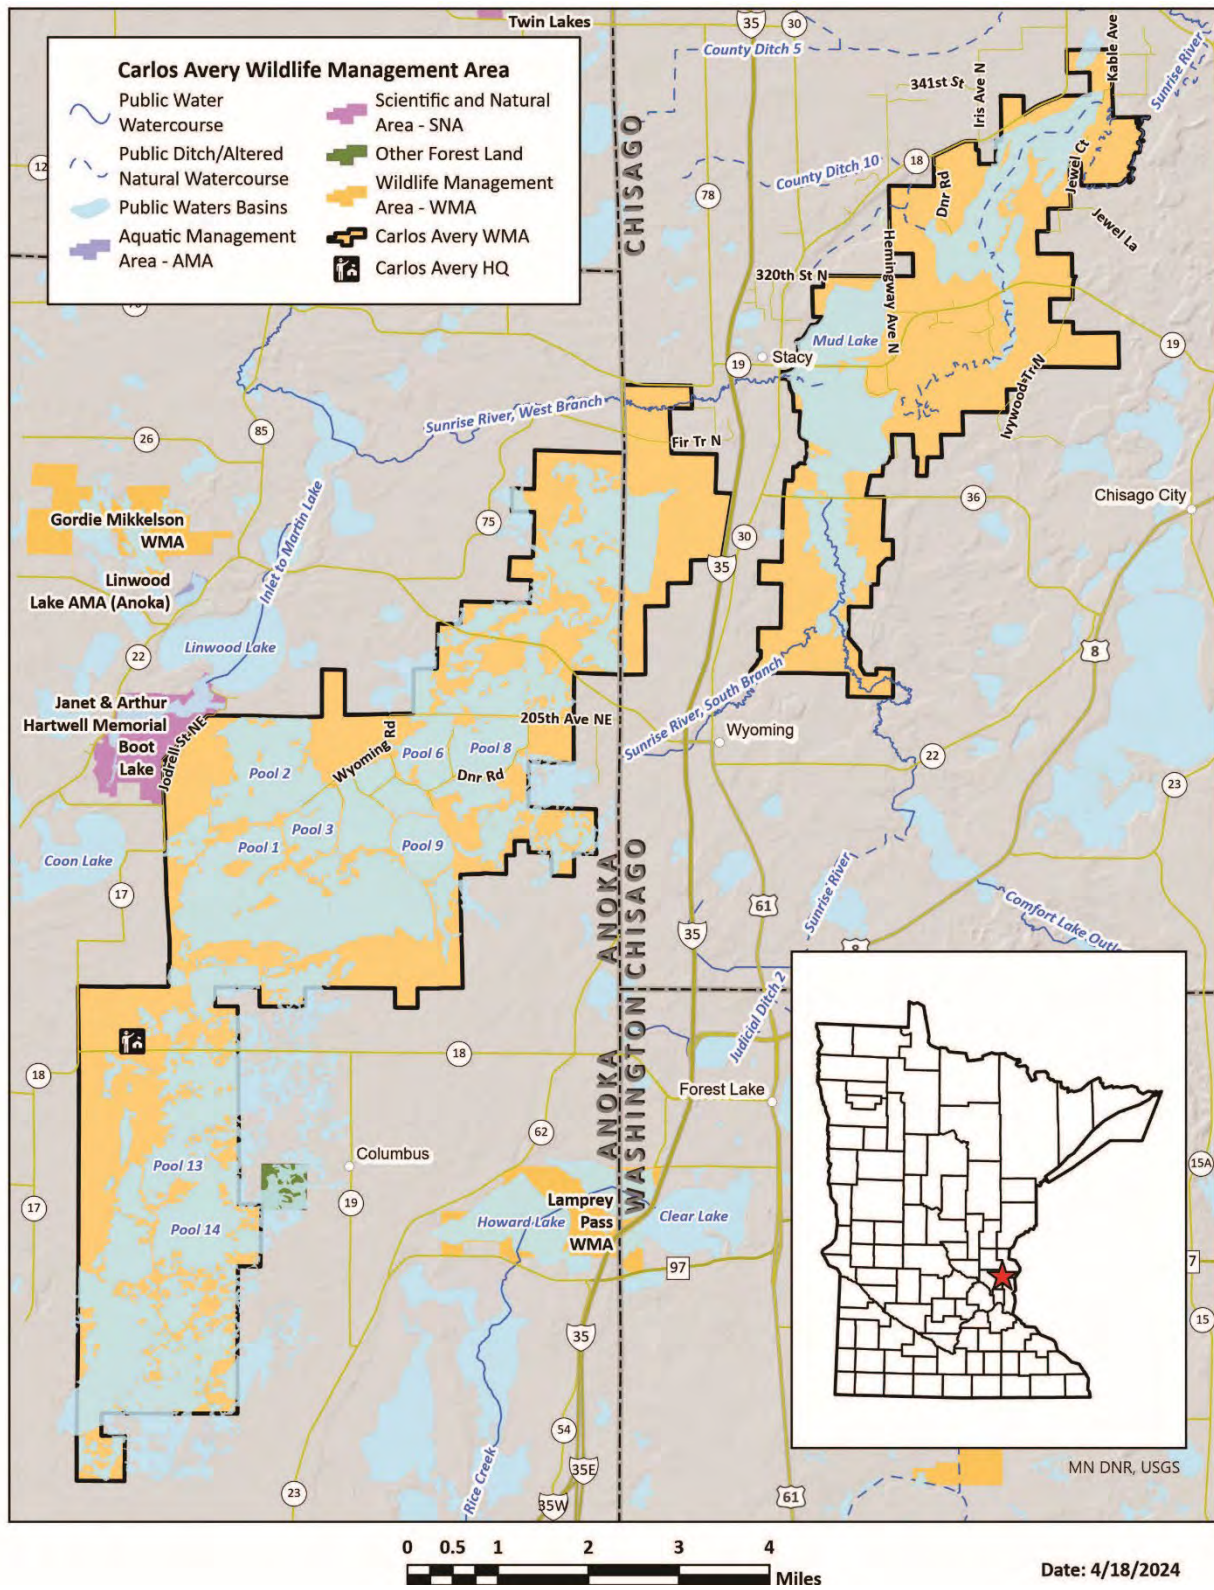 Twin Lakes
35
30
County Ditch 5
Kable Ave
Sunrise River
Carlos Avery Wildlife Management Area
Public Water
Watercourse
Public Ditch/Altered
Natural Watercourse
Public Waters Basins
Aquatic Management
Area - AMA
Scientific and Natural
Area - SNA
Other Forest Land
Wildlife Management
Area - WMA
Carlos Avery WMA
Carlos Avery HQ
12
CHISAGO
341st St
Iris Ave N
County Ditch 10
18
78
Dnr Rd
Jewel Ct
Jewel La
Hemingway Ave N
320th St N
Mud Lake
Stacy
19
19
Sunrise River, West Branch
Ivywood Tr N
Fir Tr N
26
85
36
Chisago City
Gordie Mikkelson
WMA
75
30
35
Inlet to Martin Lake
Linwood
Lake AMA (Anoka)
Linwood Lake
22
8
Janet & Arthur
Hartwell Memorial
Boot
Lake
Jodrell St NE
205th Ave NE
Sunrise River, South Branch
Wyoming
Wyoming Rd
Pool 6
Pool 8
Pool 2
Dnr Rd
22
23
Pool 3
Pool 1
Pool 9
Coon Lake
17
ANOKA
CHISAGO
61
Sunrise River
Comfort Lake Outle
35
8
ANOKA
WASHINGTON
Judicial Ditch 2
18
18
Forest Lake
62
Columbus
Pool 13
17
19
Pool 14
Lamprey
Pass
WMA
Howard Lake
Clear Lake
97
15A
7
15
35
54
35E
35W
Rice Creek
23
61
MN DNR, USGS
0 0.5 1 2 3 4
Miles
Date: 4/18/2024